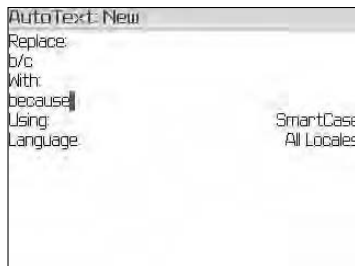 AutoText: New
Replace:
b/c
With:
because
Using: SmartCase
Language: All Locales